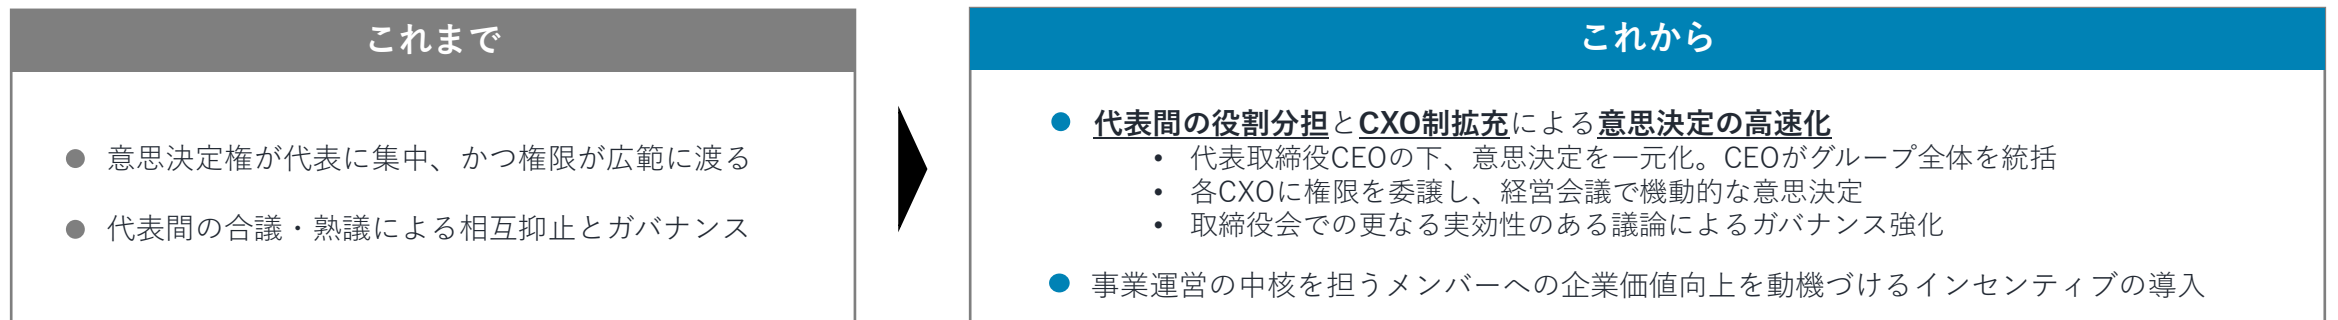 これまで
● 意思決定権が代表に集中、かつ権限が広範に渡る
● 代表間の合議・熟議による相互抑止とガバナンス
これから
● 代表間の役割分担とCXO制拡充による意思決定の高速化
• 代表取締役CEOの下、意思決定を一元化。CEOがグループ全体を統括
• 各CXOに権限を委譲し、経営会議で機動的な意思決定
• 取締役会での更なる実効性のある議論によるガバナンス強化
● 事業運営の中核を担うメンバーへの企業価値向上を動機づけるインセンティブの導入